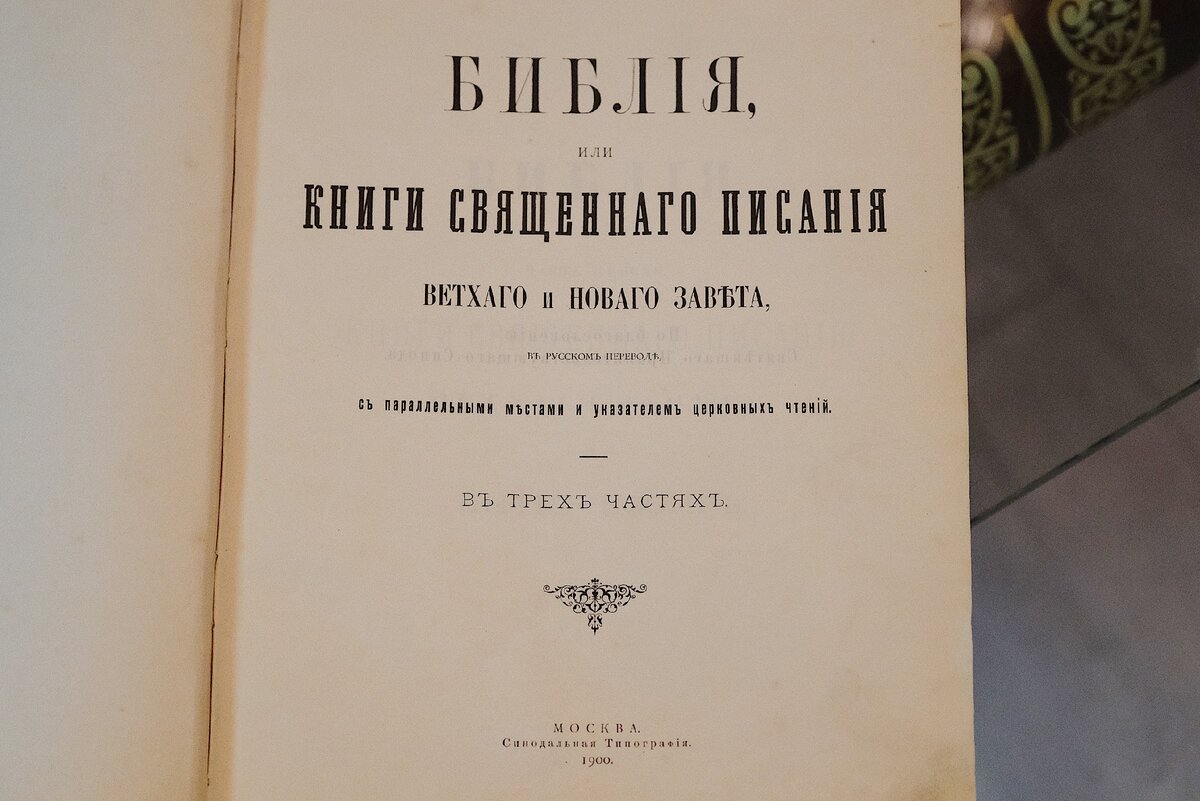 БИБЛІЯ,
ИЛИ
КНИГИ СВЯЩЕННАГО ПИСАНІЯ
ВЕТХАГО И НОВАГО ЗАВѢТА,
ВЪ РУССКОМЪ ПЕРЕВОДѢ,
съ параллельными мѣстами и указателемъ церковныхъ чтеній.
ВЪ ТРЕХЪ ЧАСТЯХЪ.
МОСКВА.
Синодальная Типографія.
1900.